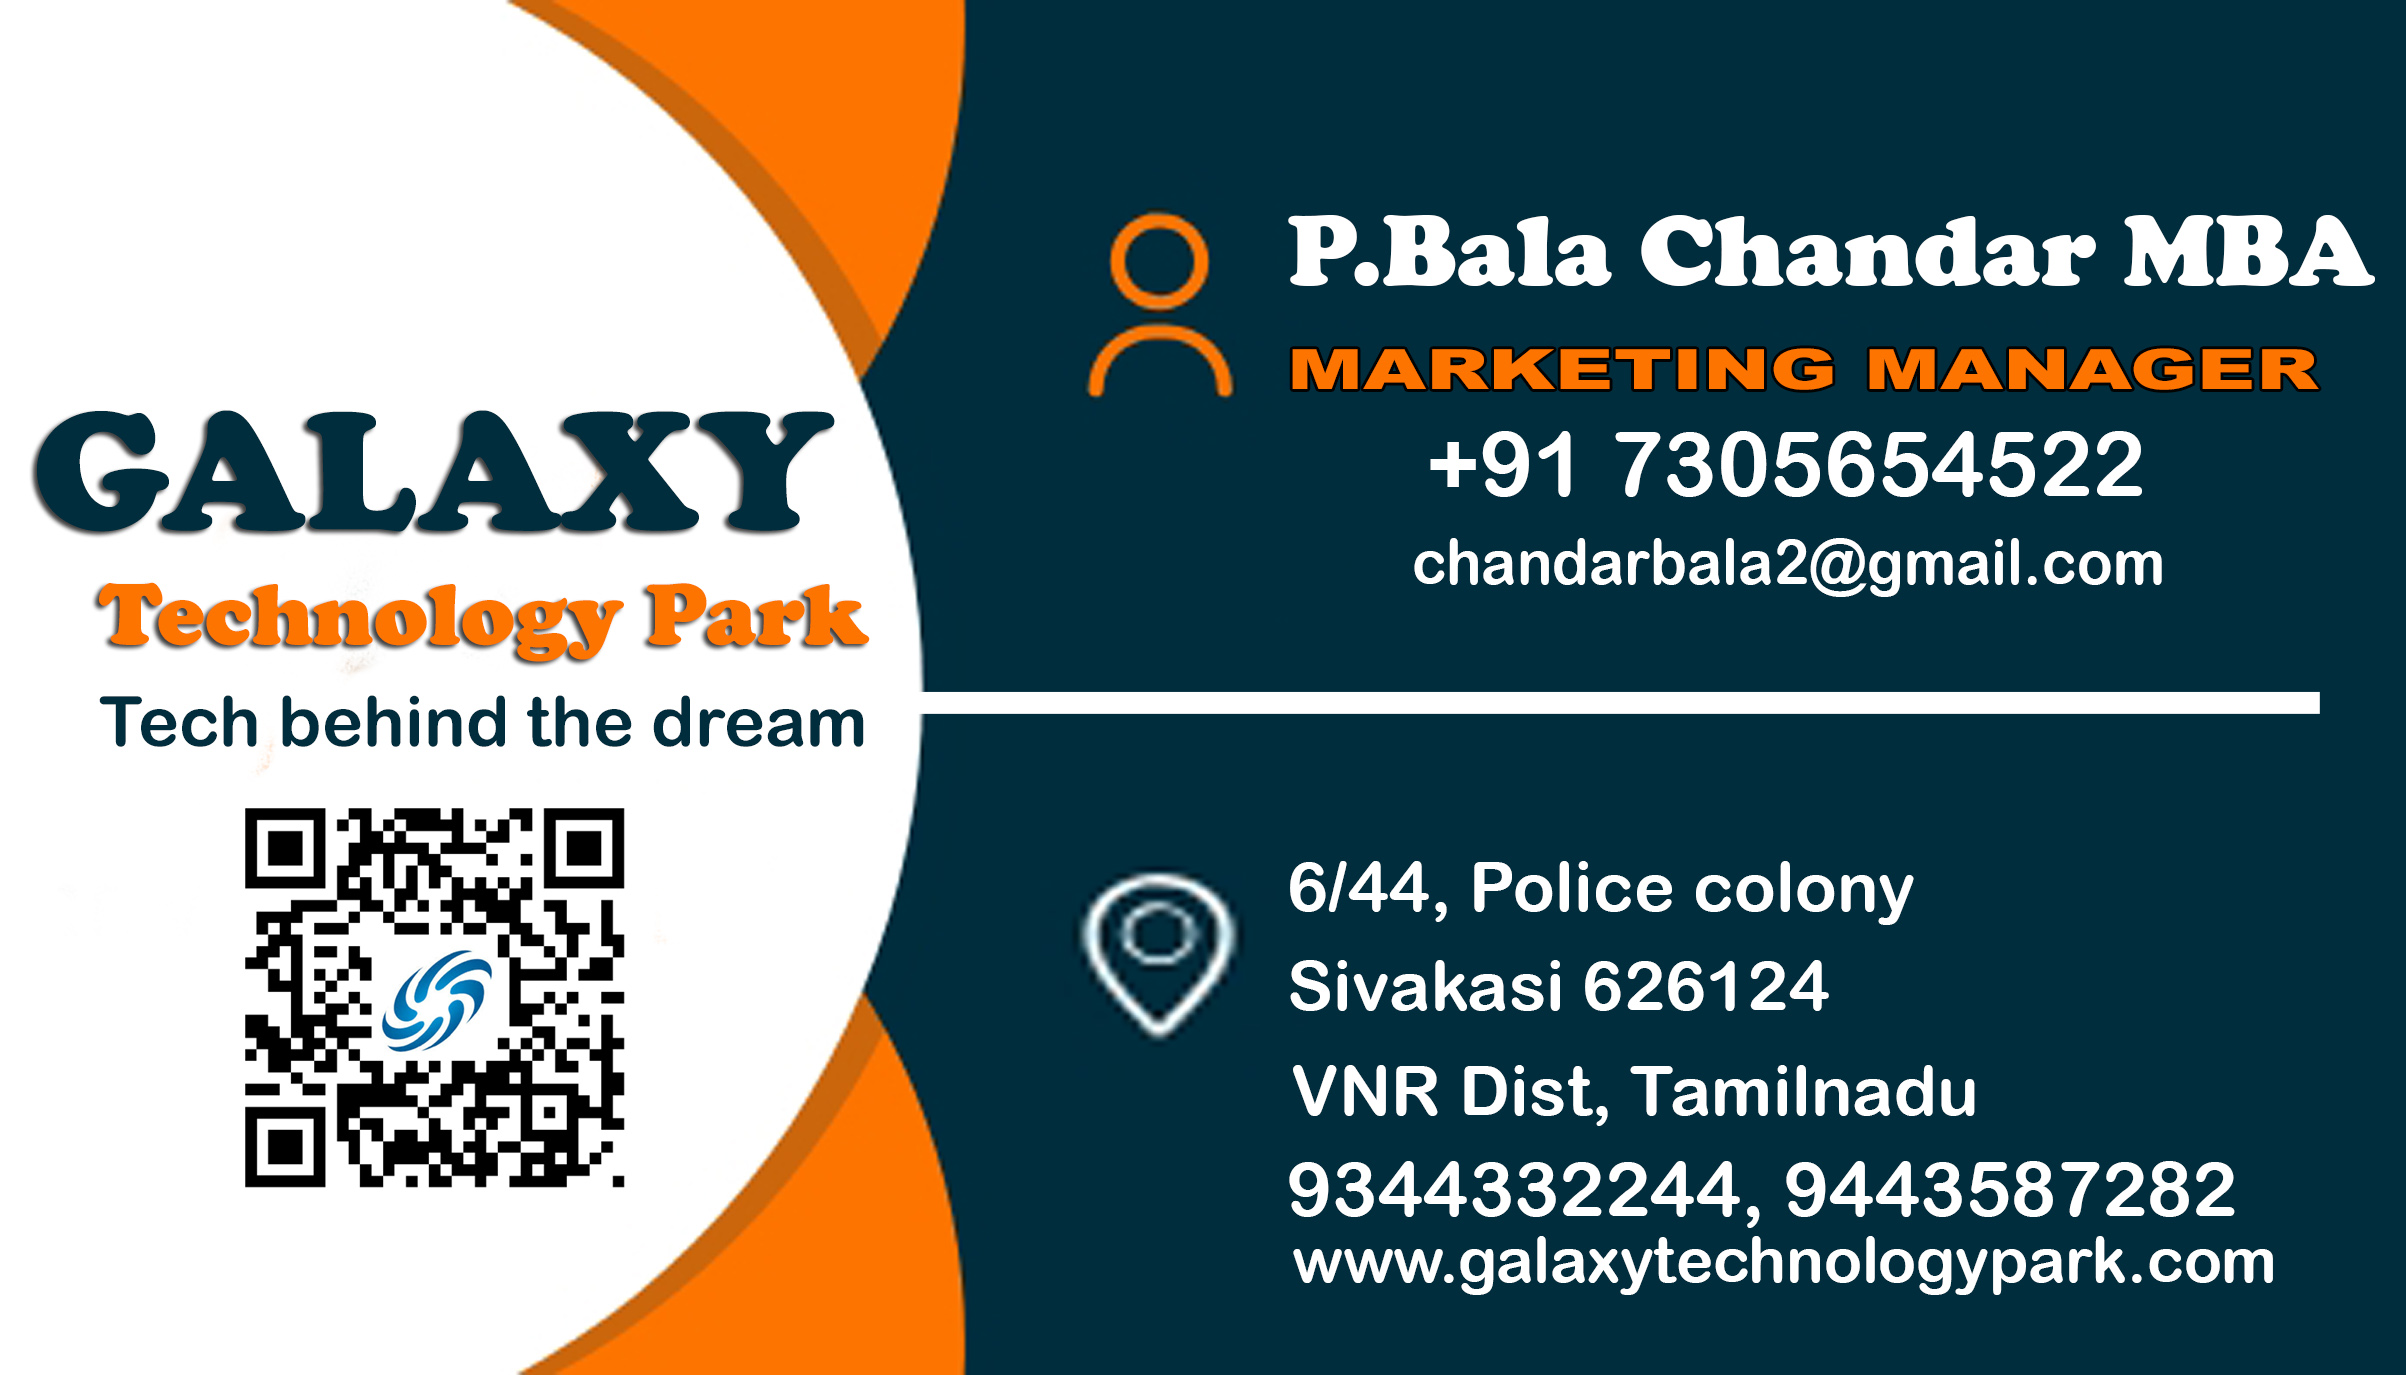 GALAXY
Technology Park
Tech behind the dream
P.Bala Chandar MBA
MARKETING MANAGER
+91 7305654522
chandarbala2@gmail.com
6/44, Police colony
Sivakasi 626124
VNR Dist, Tamilnadu
9344332244, 9443587282
www.galaxytechnologypark.com